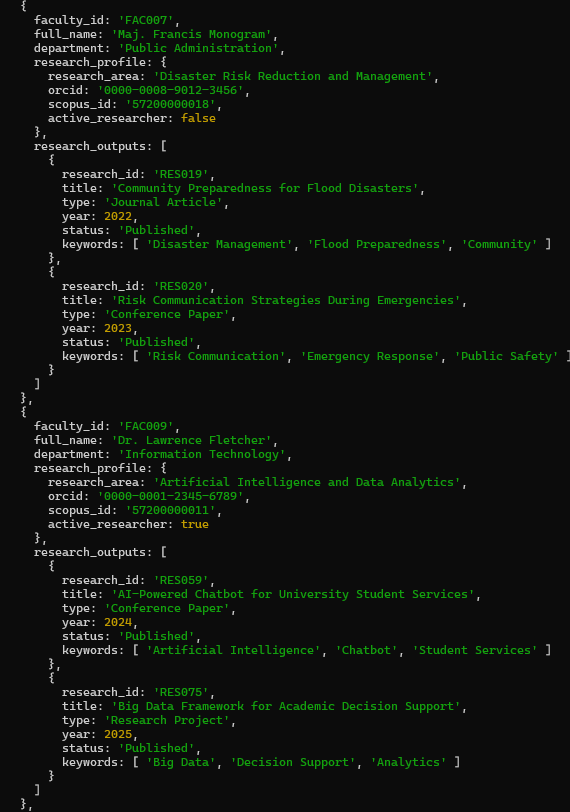 {
faculty_id: 'FAC007',
full_name: 'Maj. Francis Monogram',
department: 'Public Administration',
research_profile: {
research_area: 'Disaster Risk Reduction and Management',
orcid: '0000-0008-9012-3456',
scopus_id: '57200000018',
active_researcher: false
},
research_outputs: [
{
research_id: 'RES019',
title: 'Community Preparedness for Flood Disasters',
type: 'Journal Article',
year: 2022,
status: 'Published',
keywords: [ 'Disaster Management', 'Flood Preparedness', 'Community' ]
},
{
research_id: 'RES020',
title: 'Risk Communication Strategies During Emergencies',
type: 'Conference Paper',
year: 2023,
status: 'Published',
keywords: [ 'Risk Communication', 'Emergency Response', 'Public Safety' ]
}
]
},
{
faculty_id: 'FAC009',
full_name: 'Dr. Lawrence Fletcher',
department: 'Information Technology',
research_profile: {
research_area: 'Artificial Intelligence and Data Analytics',
orcid: '0000-0001-2345-6789',
scopus_id: '57200000011',
active_researcher: true
},
research_outputs: [
{
research_id: 'RES059',
title: 'AI-Powered Chatbot for University Student Services',
type: 'Conference Paper',
year: 2024,
status: 'Published',
keywords: [ 'Artificial Intelligence', 'Chatbot', 'Student Services' ]
},
{
research_id: 'RES075',
title: 'Big Data Framework for Academic Decision Support',
type: 'Research Project',
year: 2025,
status: 'Published',
keywords: [ 'Big Data', 'Decision Support', 'Analytics' ]
}
]
},